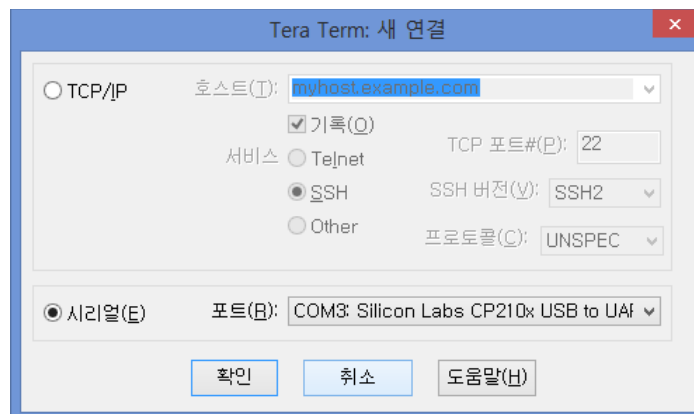 Tera Term: 새 연결
TCP/IP
호스트(T): myhost.example.com
기록(O)
서비스
Telnet
TCP 포트#(P): 22
SSH
SSH 버전(V): SSH2
Other
프로토콜(C): UNSPEC
시리얼(E)
포트(R): COM3: Silicon Labs CP210x USB to UAI
확인
취소
도움말(H)